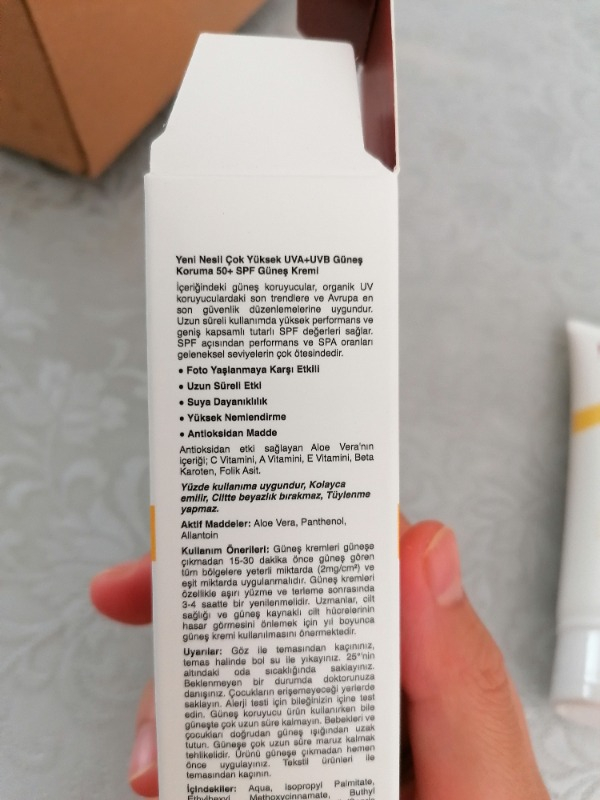 Yeni Nesil Çok Yüksek UVA+UVB Güneş
Koruma 50+ SPF Güneş Kremi
İçeriğindeki güneş koruyucular, organik UV
koruyuculardaki son trendlere ve Avrupa en
son güvenlik düzenlemelerine uygundur.
Uzun süreli kullanımda yüksek performans ve
geniş kapsamlı tutarlı SPF değerleri sağlar.
SPF açısından performans ve SPA oranları
geleneksel seviyelerin çok ötesindedir.
• Foto Yaşlanmaya Karşı Etkili
• Uzun Süreli Etki
• Suya Dayanıklılık
• Yüksek Nemlendirme
• Antioksidan Madde
Antioksidan etki sağlayan Aloe Vera'nın
içeriği; C Vitamini, A Vitamini, E Vitamini, Beta
Karoten, Folik Asit.
Yüzde kullanıma uygundur, Kolayca
emilir, Ciltte beyazlık bırakmaz, Tüylenme
yapmaz.
Aktif Maddeler: Aloe Vera, Panthenol,
Allantoin
Kullanım Önerileri: Güneş kremleri güneşe
çıkmadan 15-30 dakika önce güneş gören
tüm bölgelere yeterli miktarda (2mg/cm²) ve
eşit miktarda uygulanmalıdır. Güneş kremleri
özellikle aşırı yüzme ve terleme sonrasında
3-4 saatte bir yenilenmelidir. Uzmanlar, cilt
sağlığı ve güneş kaynaklı cilt hücrelerinin
hasar görmesini önlemek için yıl boyunca
güneş kremi kullanılmasını önermektedir.
Uyarılar: Göz ile temasından kaçınınız,
temas halinde bol su ile yıkayınız. 25°'nin
altındaki oda sıcaklığında saklayınız.
Beklenmeyen bir durumda doktorunuza
danışınız. Çocukların erişemeyeceği yerlerde
saklayın. Alerji testi için bileğinizin içine test
edin. Güneş koruyucu ürün kullanırken bile
güneşte çok uzun süre kalmayın. Bebekleri ve
çocukları doğrudan güneş ışığından uzak
tutun. Güneşe çok uzun süre maruz kalmak
tehlikelidir. Ürünü güneşe çıkmadan hemen
önce uygulayınız. Tekstil ürünleri ile
temasından kaçının.
İçindekiler: Aqua, Isopropyl Palmitate,
Ethylhexyl Methoxycinnamate, Buthyl